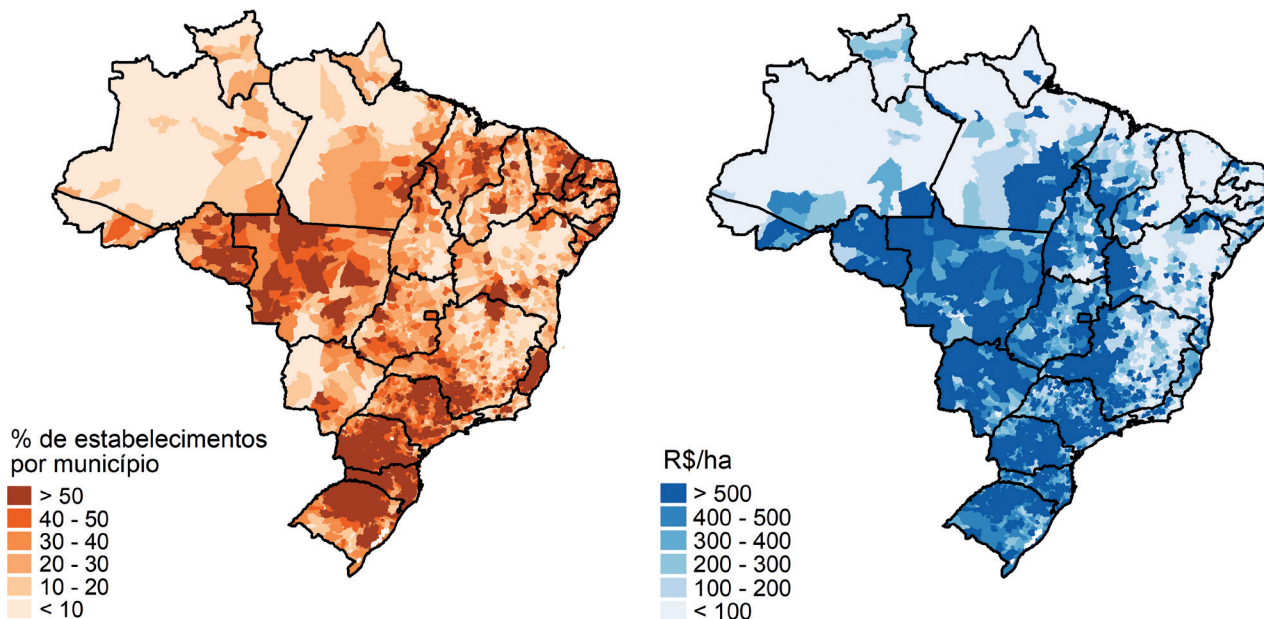 % de estabelecimentos
por município
> 50
40 - 50
30 - 40
20 - 30
10 - 20
< 10
R$/ha
> 500
400 - 500
300 - 400
200 - 300
100 - 200
< 100